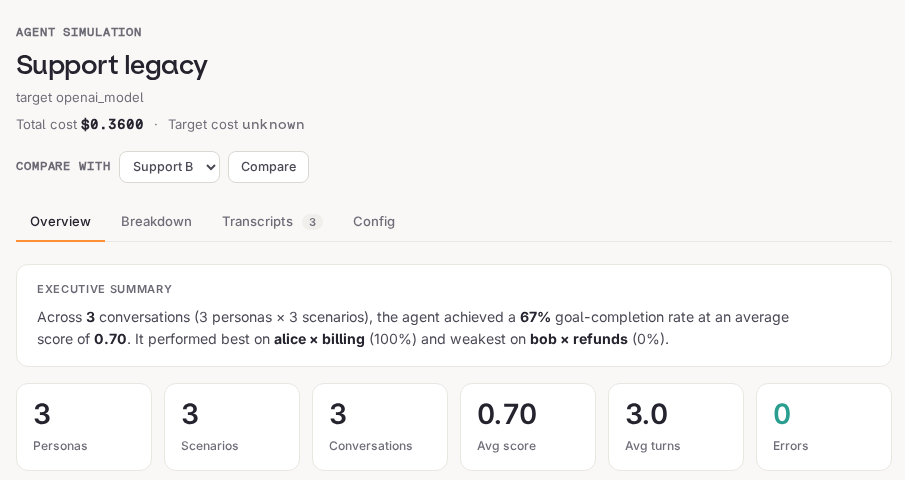 AGENT SIMULATION
Support legacy
target openai_model
Total cost $0.3600 · Target cost unknown
COMPARE WITH Support B Compare
Overview Breakdown Transcripts 3 Config
EXECUTIVE SUMMARY
Across 3 conversations (3 personas × 3 scenarios), the agent achieved a 67% goal-completion rate at an average
score of 0.70. It performed best on alice × billing (100%) and weakest on bob × refunds (0%).
3 3 3 0.70 3.0 0
Personas Scenarios Conversations Avg score Avg turns Errors